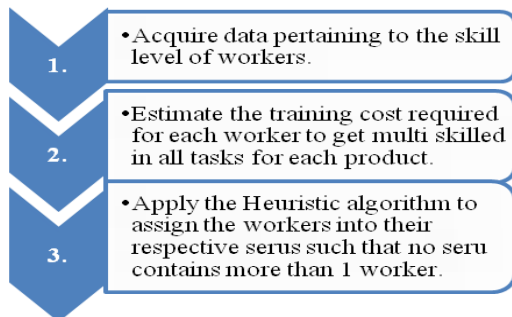 1.
•Acquire data pertaining to the skill
level of workers.
2.
•Estimate the training cost required
for each worker to get multi skilled
in all tasks for each product.
3.
•Apply the Heuristic algorithm to
assign the workers into their
respective serus such that no seru
contains more than 1 worker.